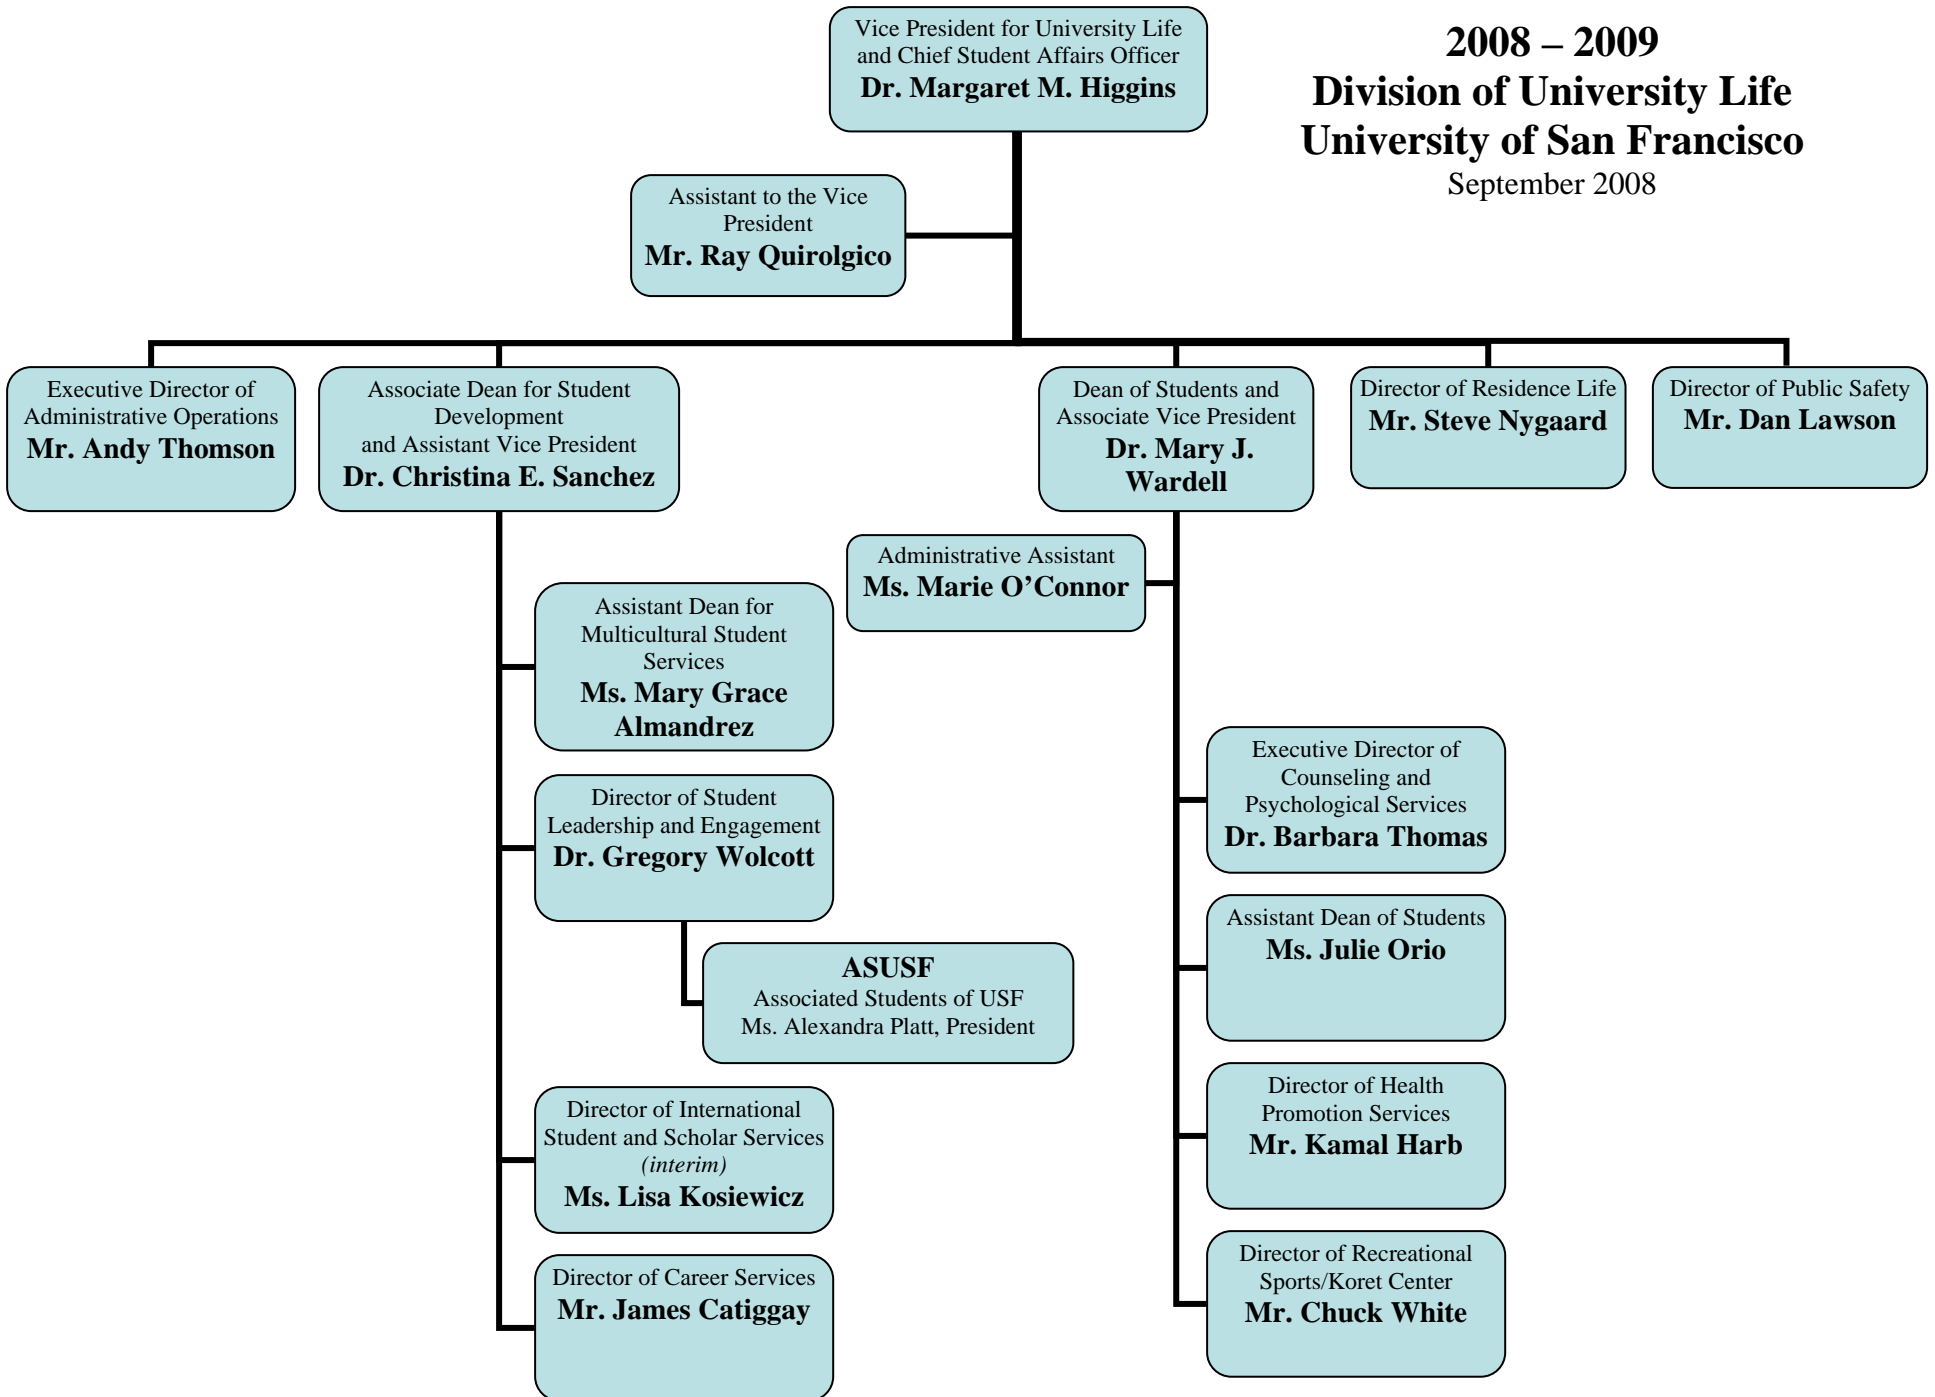 Vice President for University Life
and Chief Student Affairs Officer
Dr. Margaret M. Higgins
2008 – 2009
Division of University Life
University of San Francisco
September 2008
Assistant to the Vice
President
Mr. Ray Quirolgico
Executive Director of
Administrative Operations
Mr. Andy Thomson
Associate Dean for Student
Development
and Assistant Vice President
Dr. Christina E. Sanchez
Dean of Students and
Associate Vice President
Dr. Mary J.
Wardell
Director of Residence Life
Mr. Steve Nygaard
Director of Public Safety
Mr. Dan Lawson
Administrative Assistant
Ms. Marie O’Connor
Assistant Dean for
Multicultural Student
Services
Ms. Mary Grace
Almandrez
Director of Student
Leadership and Engagement
Dr. Gregory Wolcott
ASUSF
Associated Students of USF
Ms. Alexandra Platt, President
Director of International
Student and Scholar Services
(interim)
Ms. Lisa Kosiewicz
Director of Career Services
Mr. James Catiggay
Executive Director of
Counseling and
Psychological Services
Dr. Barbara Thomas
Assistant Dean of Students
Ms. Julie Orio
Director of Health
Promotion Services
Mr. Kamal Harb
Director of Recreational
Sports/Koret Center
Mr. Chuck White